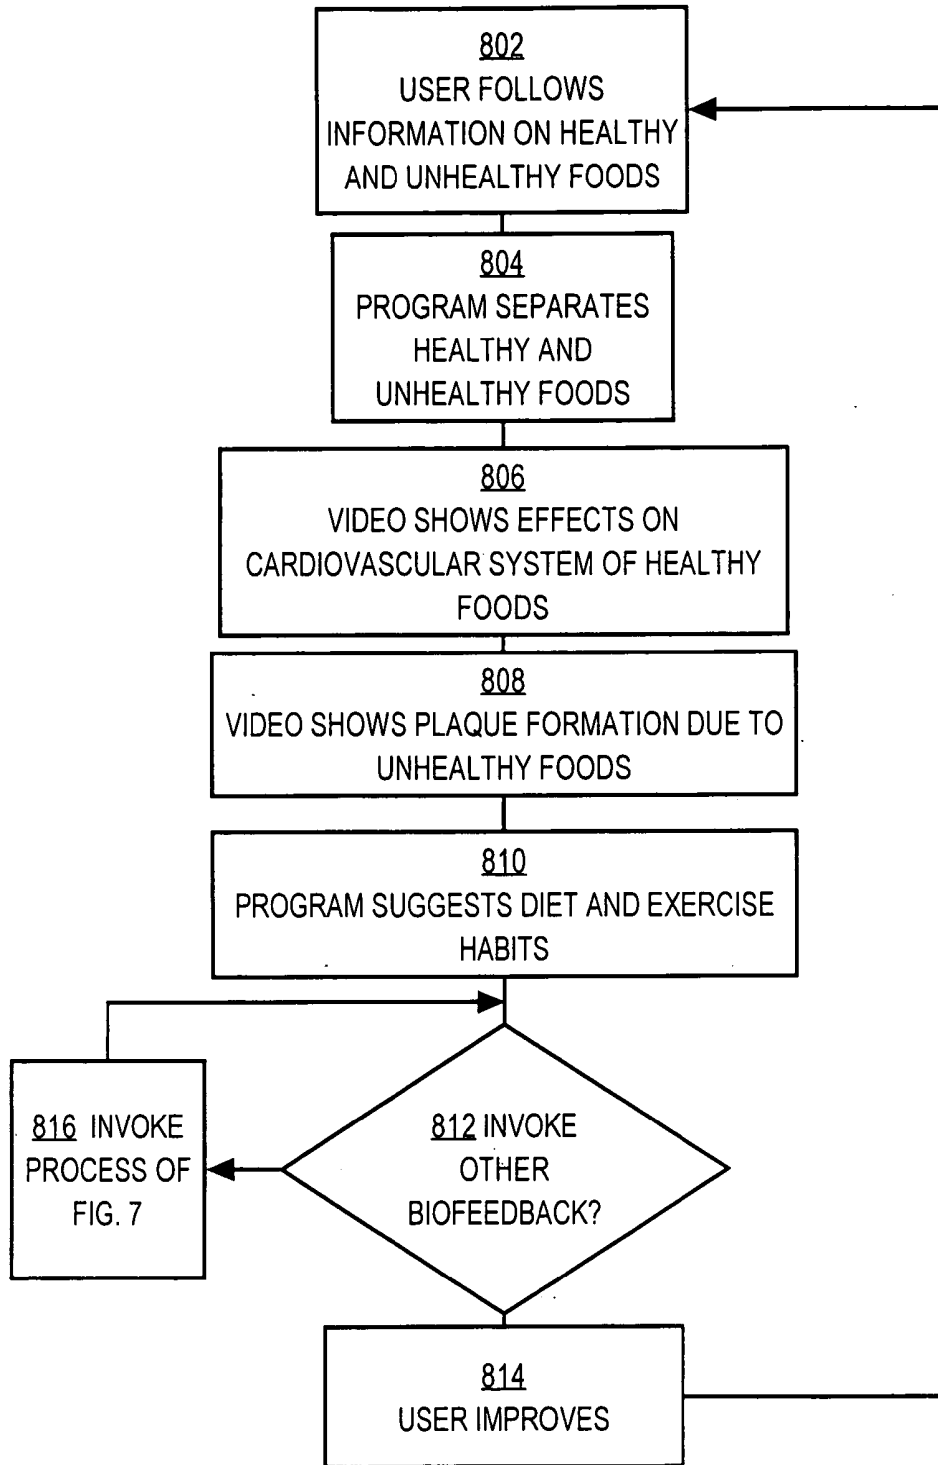 802
USER FOLLOWS
INFORMATION ON HEALTHY
AND UNHEALTHY FOODS
804
PROGRAM SEPARATES
HEALTHY AND
UNHEALTHY FOODS
806
VIDEO SHOWS EFFECTS ON
CARDIOVASCULAR SYSTEM OF HEALTHY
FOODS
808
VIDEO SHOWS PLAQUE FORMATION DUE TO
UNHEALTHY FOODS
810
PROGRAM SUGGESTS DIET AND EXERCISE
HABITS
816 INVOKE
PROCESS OF
FIG. 7
812 INVOKE
OTHER
BIOFEEDBACK?
814
USER IMPROVES